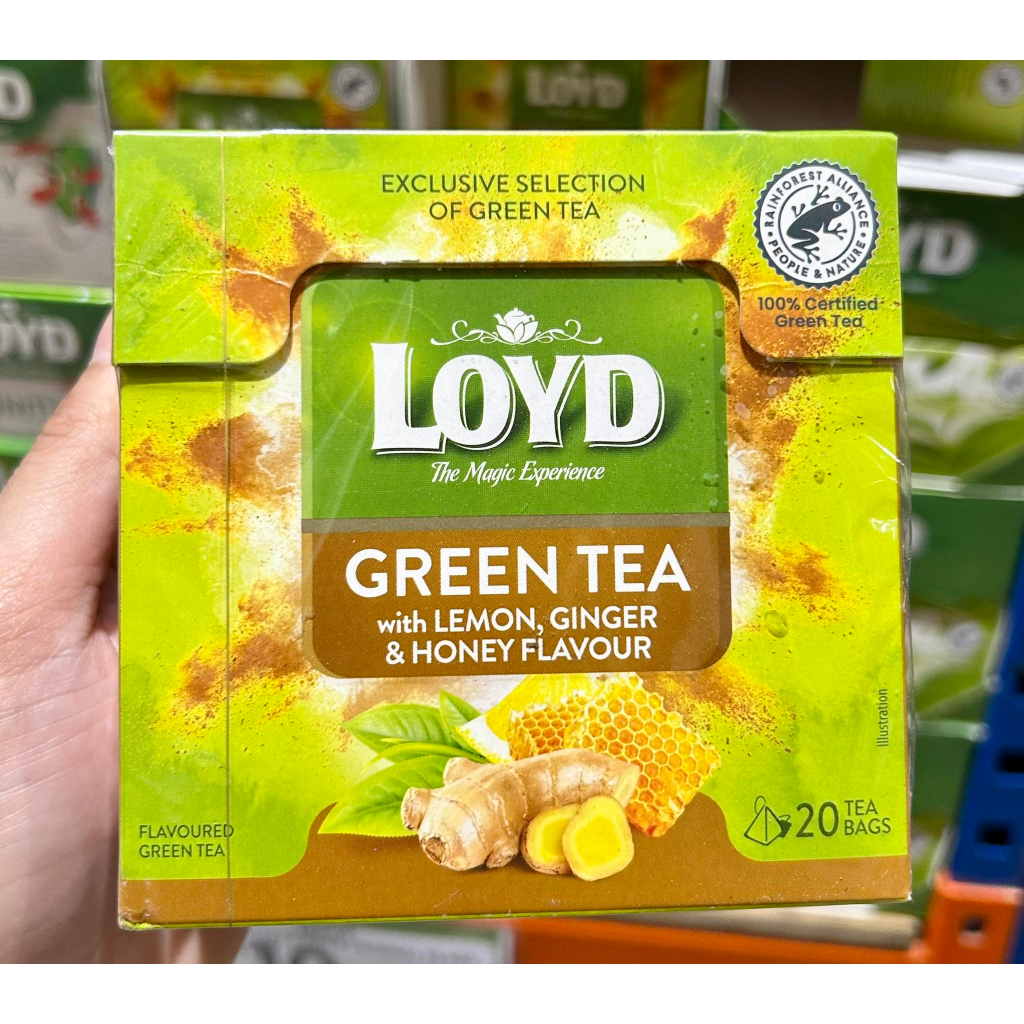 LOYD
EXCLUSIVE SELECTION
OF GREEN TEA
RAINFOREST ALLIANCE
PEOPLE & NATURE
100% Certified
Green Tea
LOYD
The Magic Experience
GREEN TEA
with LEMON, GINGER
& HONEY FLAVOUR
Illustration
FLAVOURED
GREEN TEA
20 TEA
BAGS